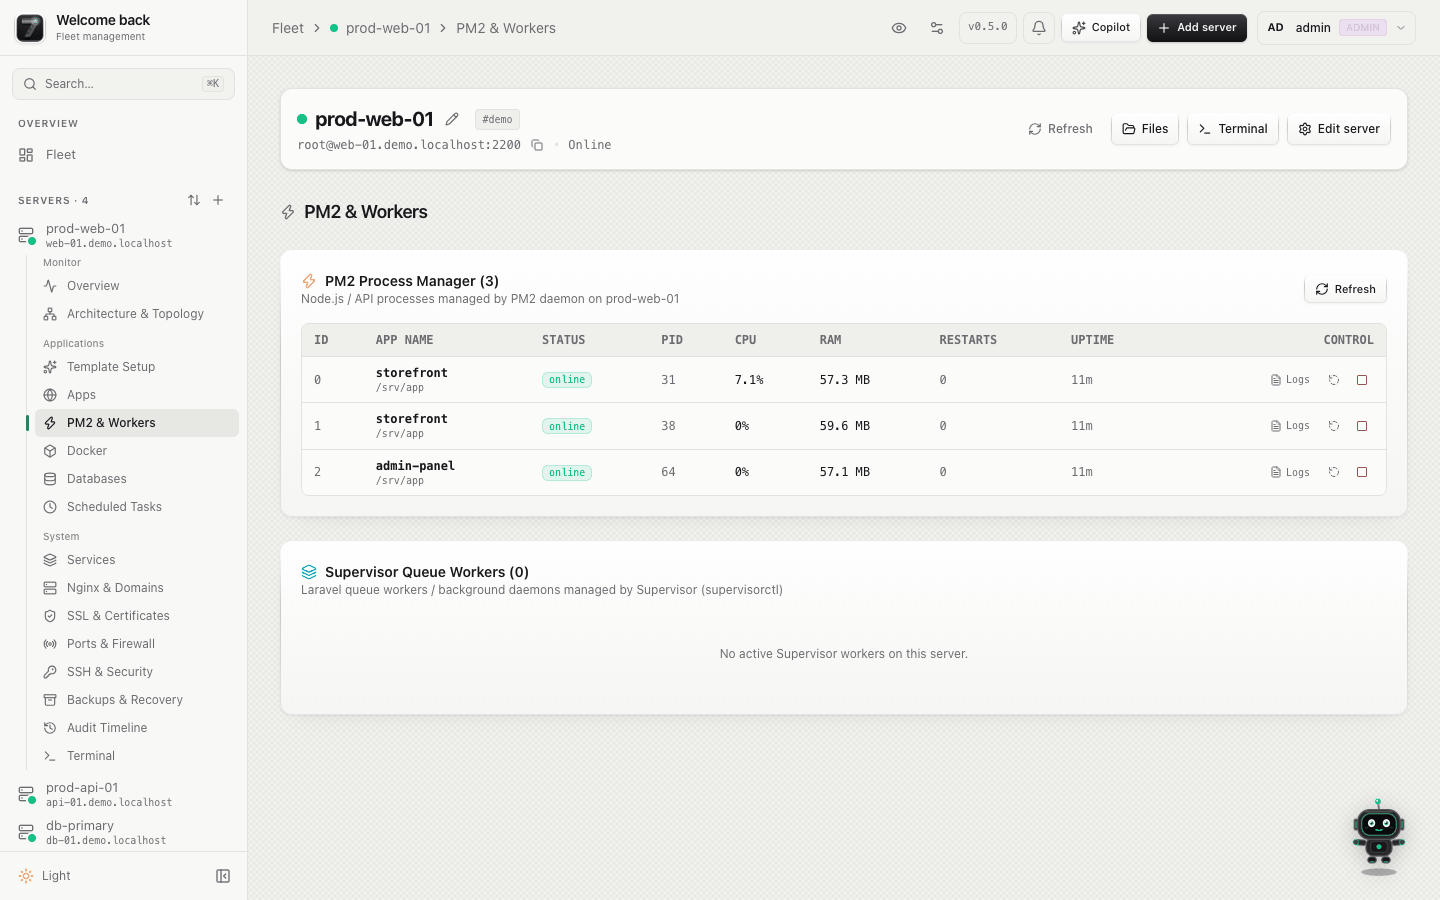 Welcome back
Fleet management
Search...
⌘K
OVERVIEW
Fleet
SERVERS · 4
prod-web-01
web-01.demo.localhost
Monitor
Overview
Architecture & Topology
Applications
Template Setup
Apps
PM2 & Workers
Docker
Databases
Scheduled Tasks
System
Services
Nginx & Domains
SSL & Certificates
Ports & Firewall
SSH & Security
Backups & Recovery
Audit Timeline
Terminal
prod-api-01
api-01.demo.localhost
db-primary
db-01.demo.localhost
Light
Fleet > prod-web-01 > PM2 & Workers
v0.5.0 Copilot + Add server AD admin ADMIN
prod-web-01 #demo
root@web-01.demo.localhost:2200 • Online
Refresh Files Terminal Edit server
PM2 & Workers
PM2 Process Manager (3)
Node.js / API processes managed by PM2 daemon on prod-web-01
Refresh
ID APP NAME STATUS PID CPU RAM RESTARTS UPTIME CONTROL
0 storefront online 31 7.1% 57.3 MB 0 11m Logs
/srv/app
1 storefront online 38 0% 59.6 MB 0 11m Logs
/srv/app
2 admin-panel online 64 0% 57.1 MB 0 11m Logs
/srv/app
Supervisor Queue Workers (0)
Laravel queue workers / background daemons managed by Supervisor (supervisorctl)
No active Supervisor workers on this server.